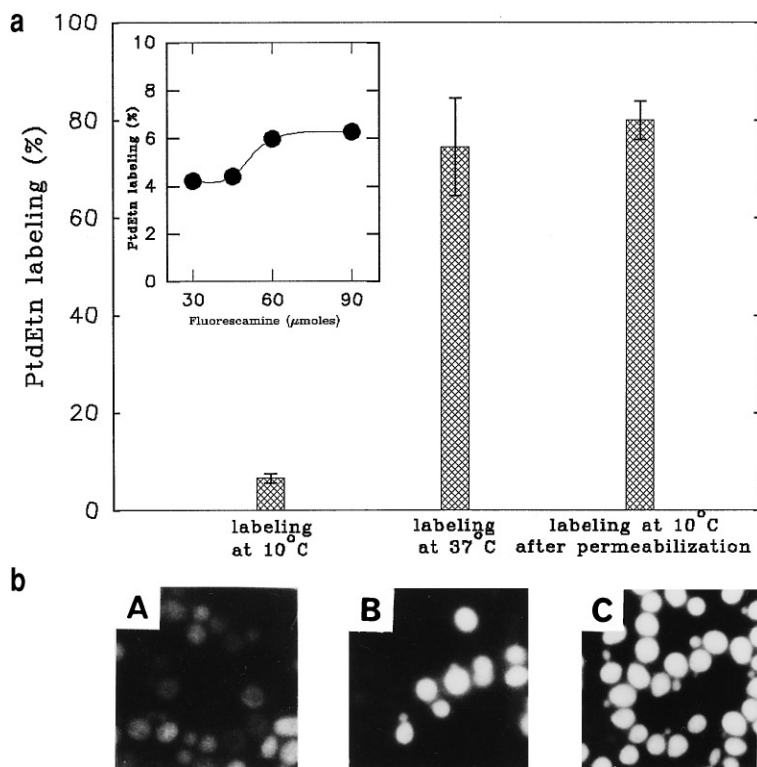 a
100
80
60
40
20
0
PtdEtn labeling (%)
10
8
6
4
2
0
PtdEtn labeling (%)
30 60 90
Fluorescamine (μmoles)
labeling at 10°C
labeling at 37°C
labeling at 10°C after permeabilization
b
A B C